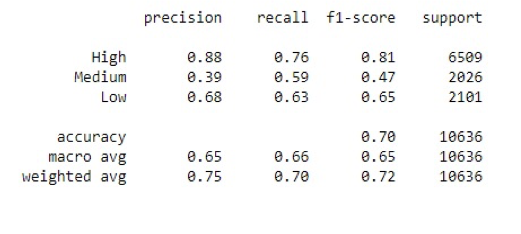 precision recall f1-score support
High 0.88 0.76 0.81 6509
Medium 0.39 0.59 0.47 2026
Low 0.68 0.63 0.65 2101
accuracy 0.70 10636
macro avg 0.65 0.66 0.65 10636
weighted avg 0.75 0.70 0.72 10636